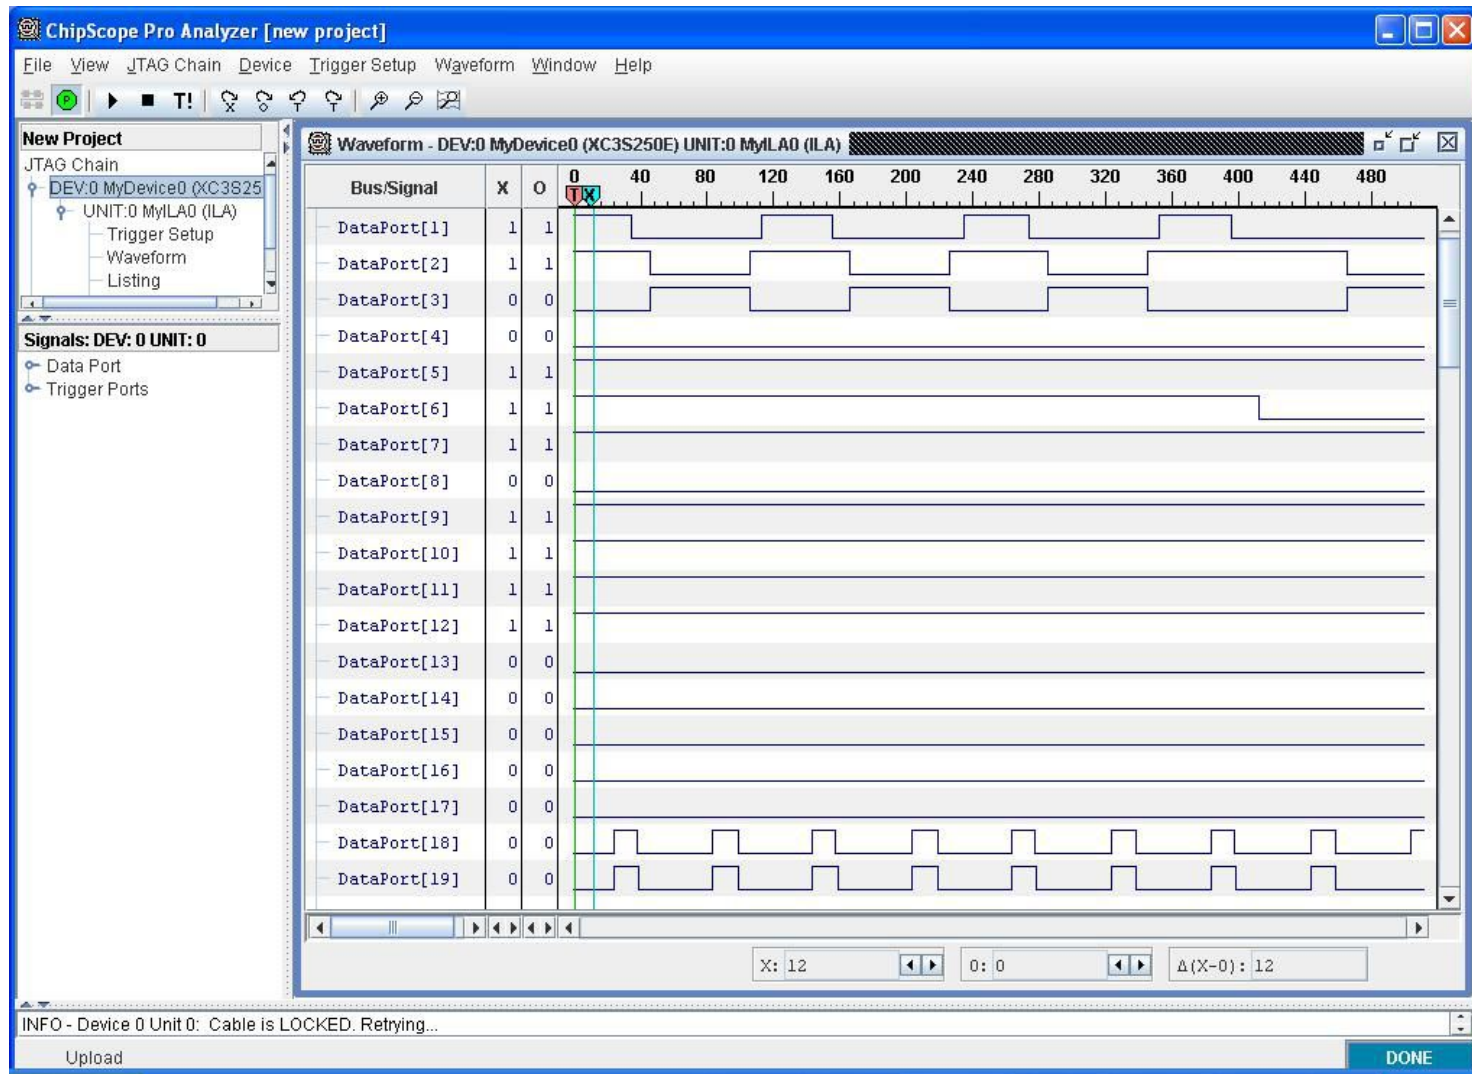 ChipScope Pro Analyzer [new project]
File View JTAG Chain Device Trigger Setup Waveform Window Help
P T! X T T
New Project
JTAG Chain
DEV:0 MyDevice0 (XC3S25
UNIT:0 MyILA0 (ILA)
Trigger Setup
Waveform
Listing
Signals: DEV: 0 UNIT: 0
Data Port
Trigger Ports
Waveform - DEV:0 MyDevice0 (XC3S250E) UNIT:0 MyILA0 (ILA)
Bus/Signal X O 0 40 80 120 160 200 240 280 320 360 400 440 480
T X
DataPort[1] 1 1
DataPort[2] 1 1
DataPort[3] 0 0
DataPort[4] 0 0
DataPort[5] 1 1
DataPort[6] 1 1
DataPort[7] 1 1
DataPort[8] 0 0
DataPort[9] 1 1
DataPort[10] 1 1
DataPort[11] 1 1
DataPort[12] 1 1
DataPort[13] 0 0
DataPort[14] 0 0
DataPort[15] 0 0
DataPort[16] 0 0
DataPort[17] 0 0
DataPort[18] 0 0
DataPort[19] 0 0
X: 12 O: 0 Δ(X-O): 12
INFO - Device 0 Unit 0: Cable is LOCKED. Retrying...
Upload DONE